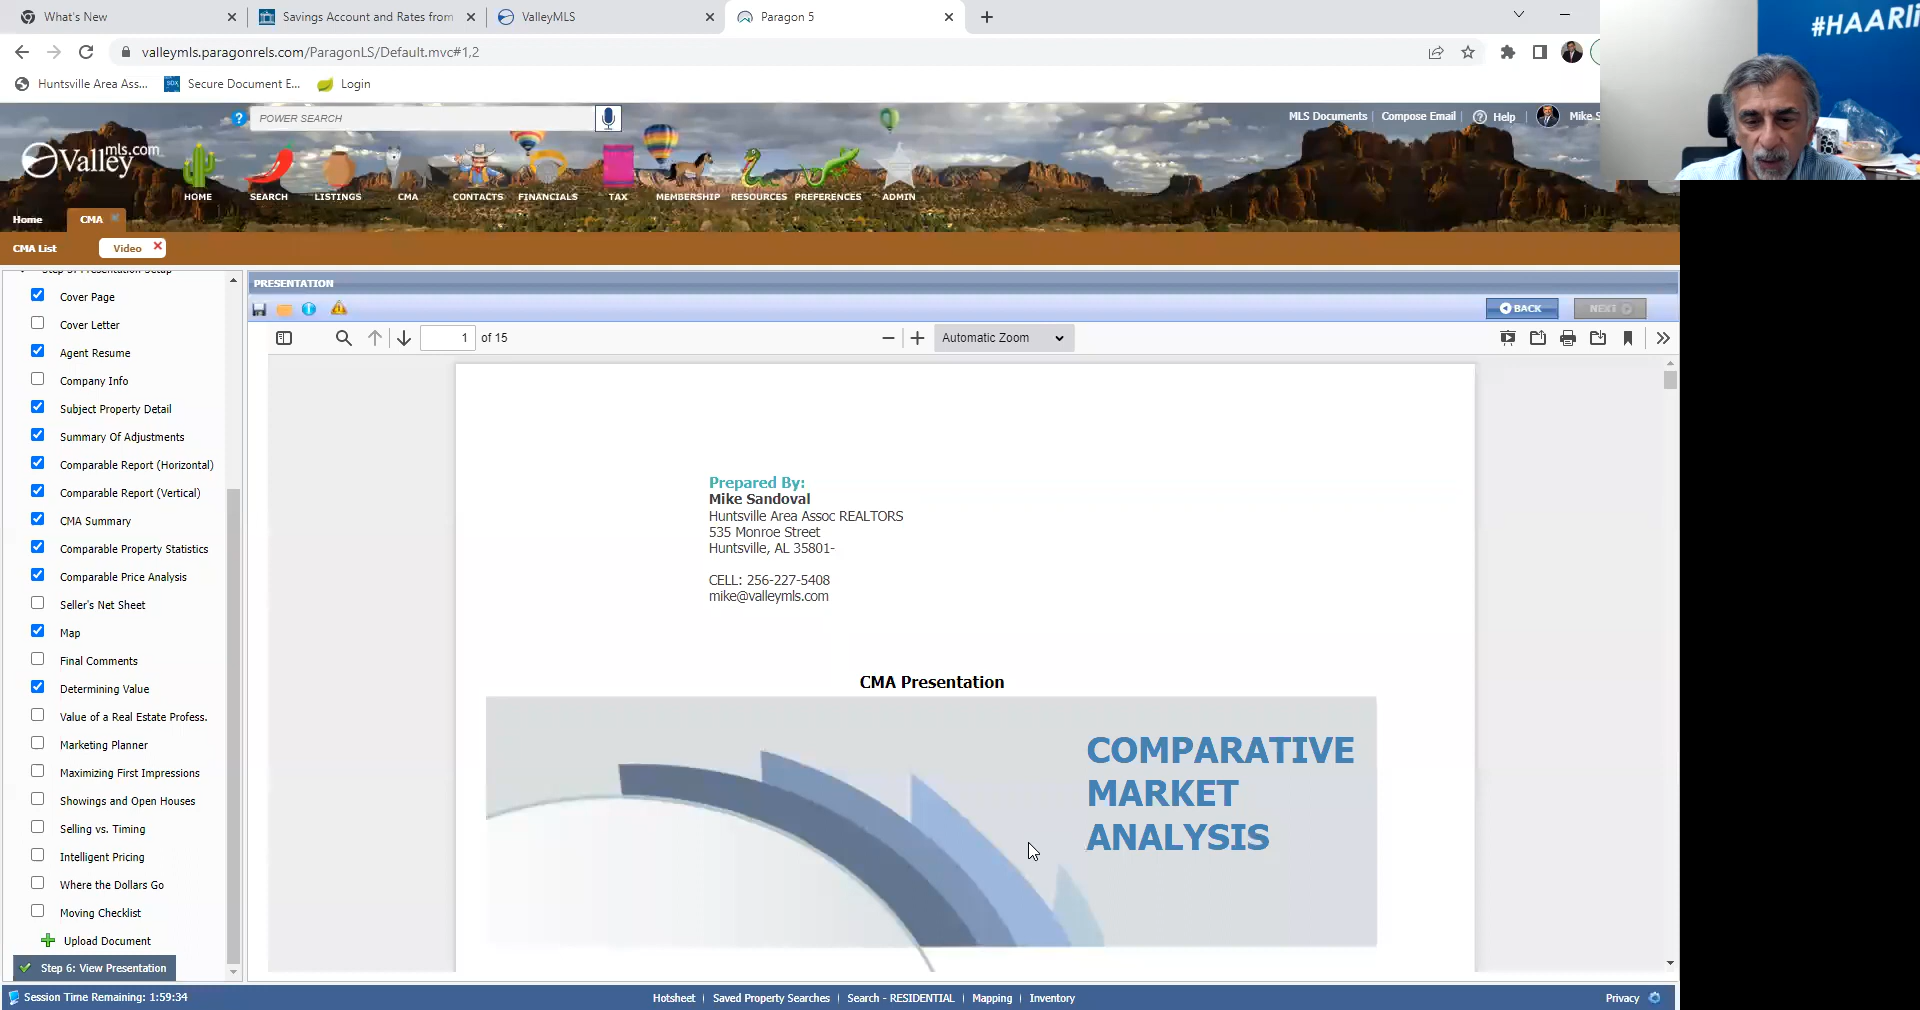 What's New
Savings Account and Rates from
ValleyMLS
Paragon 5
valleymls.paragonrels.com/ParagonLS/Default.mvc#1,2
Huntsville Area Ass...
Secure Document E...
Login
#HAARli
? POWER SEARCH
MLS Documents | Compose Email | ? Help | Mike S
Valleymls.com
HOME
SEARCH
LISTINGS
CMA
CONTACTS
FINANCIALS
TAX
MEMBERSHIP
RESOURCES
PREFERENCES
ADMIN
Home
CMA
CMA List
Video
Step 5: Presentation Setup
Cover Page
Cover Letter
Agent Resume
Company Info
Subject Property Detail
Summary Of Adjustments
Comparable Report (Horizontal)
Comparable Report (Vertical)
CMA Summary
Comparable Property Statistics
Comparable Price Analysis
Seller's Net Sheet
Map
Final Comments
Determining Value
Value of a Real Estate Profess.
Marketing Planner
Maximizing First Impressions
Showings and Open Houses
Selling vs. Timing
Intelligent Pricing
Where the Dollars Go
Moving Checklist
Upload Document
Step 6: View Presentation
PRESENTATION
BACK
NEXT
1 of 15
Automatic Zoom
Prepared By:
Mike Sandoval
Huntsville Area Assoc REALTORS
535 Monroe Street
Huntsville, AL 35801-
CELL: 256-227-5408
mike@valleymls.com
CMA Presentation
COMPARATIVE
MARKET
ANALYSIS
Session Time Remaining: 1:59:34
Hotsheet | Saved Property Searches | Search - RESIDENTIAL | Mapping | Inventory
Privacy